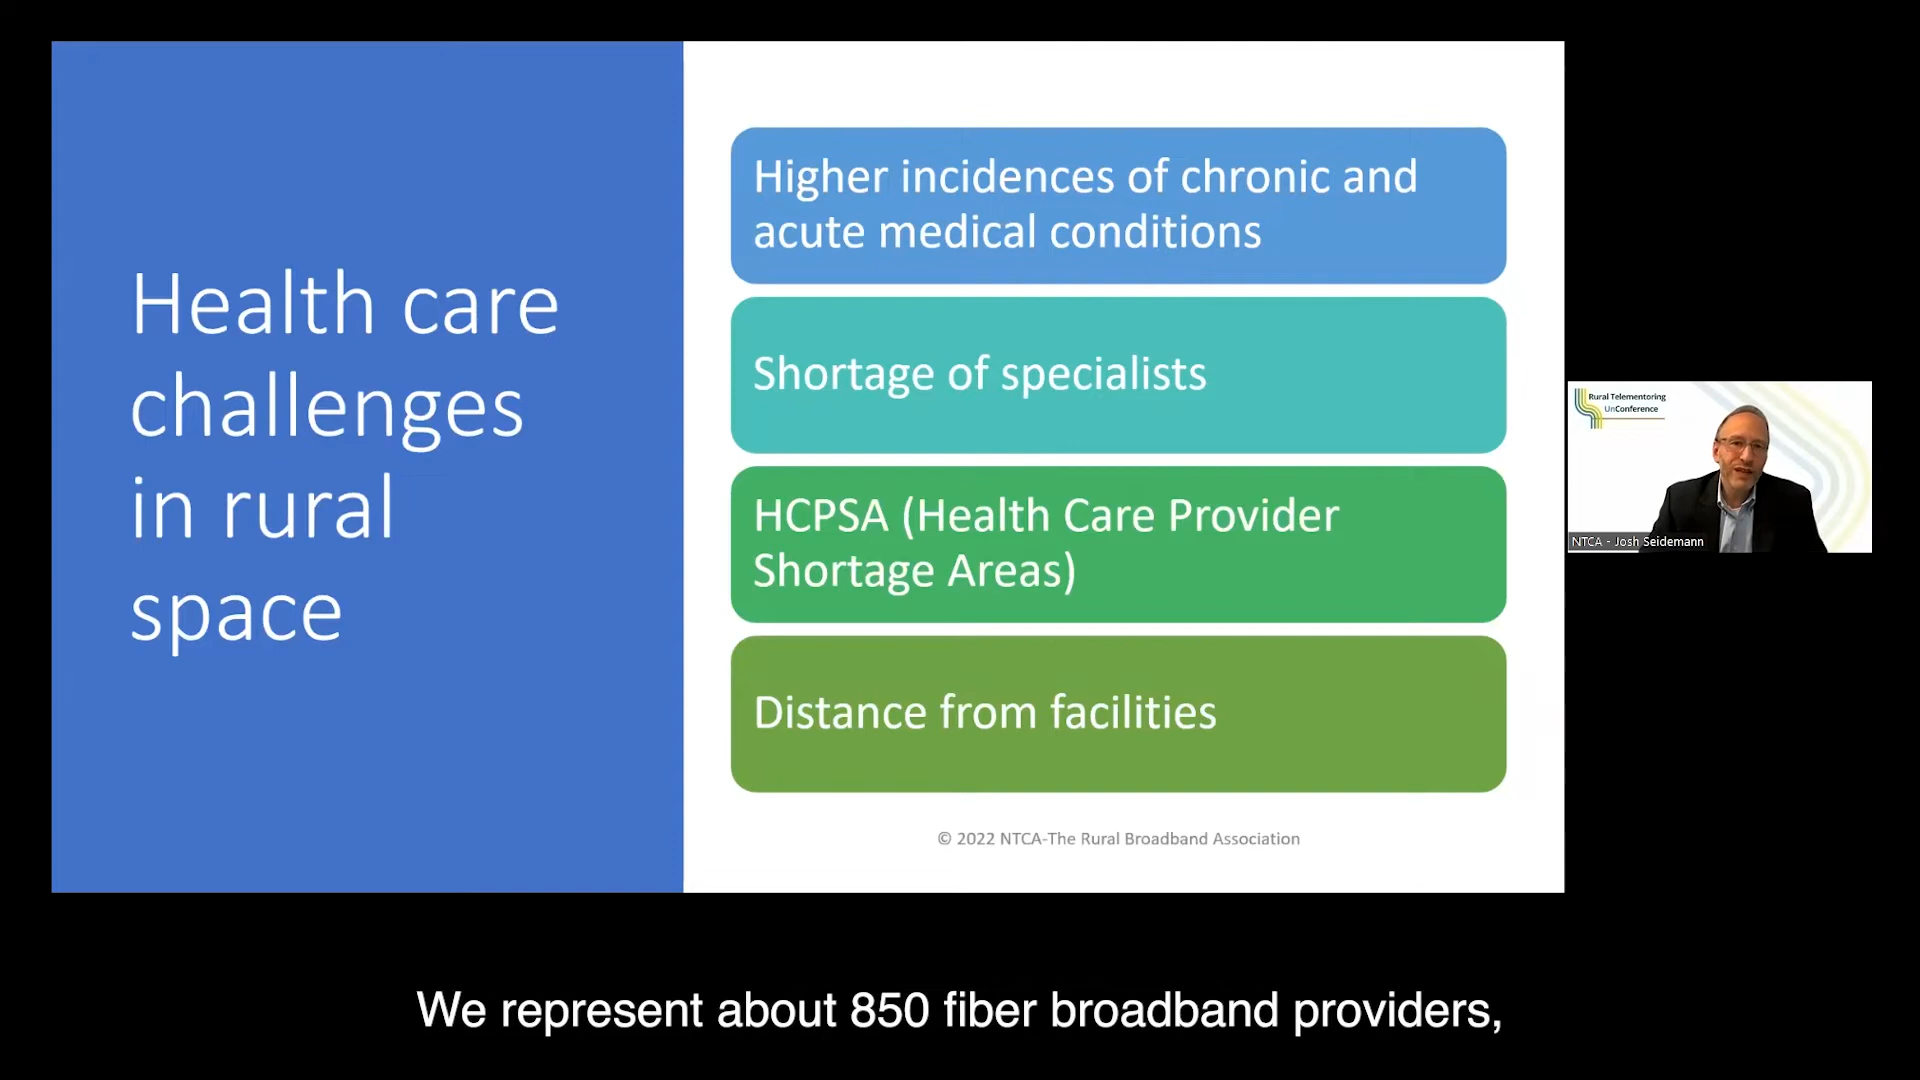 Health care
challenges
in rural
space
Higher incidences of chronic and
acute medical conditions
Shortage of specialists
HCPSA (Health Care Provider
Shortage Areas)
Distance from facilities
© 2022 NTCA-The Rural Broadband Association
Rural Telementoring
UnConference
NTCA - Josh Seidemann
We represent about 850 fiber broadband providers,